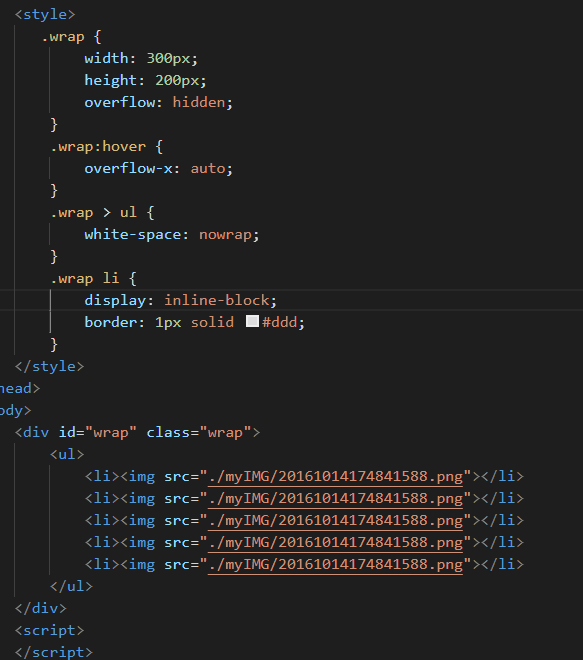 <style>
.wrap {
width: 300px;
height: 200px;
overflow: hidden;
}
.wrap:hover {
overflow-x: auto;
}
.wrap > ul {
white-space: nowrap;
}
.wrap li {
display: inline-block;
border: 1px solid #ddd;
}
</style>
head>
ody>
<div id="wrap" class="wrap">
<ul>
<li><img src="./myIMG/20161014174841588.png"></li>
<li><img src="./myIMG/20161014174841588.png"></li>
<li><img src="./myIMG/20161014174841588.png"></li>
<li><img src="./myIMG/20161014174841588.png"></li>
<li><img src="./myIMG/20161014174841588.png"></li>
</ul>
</div>
<script>
</script>